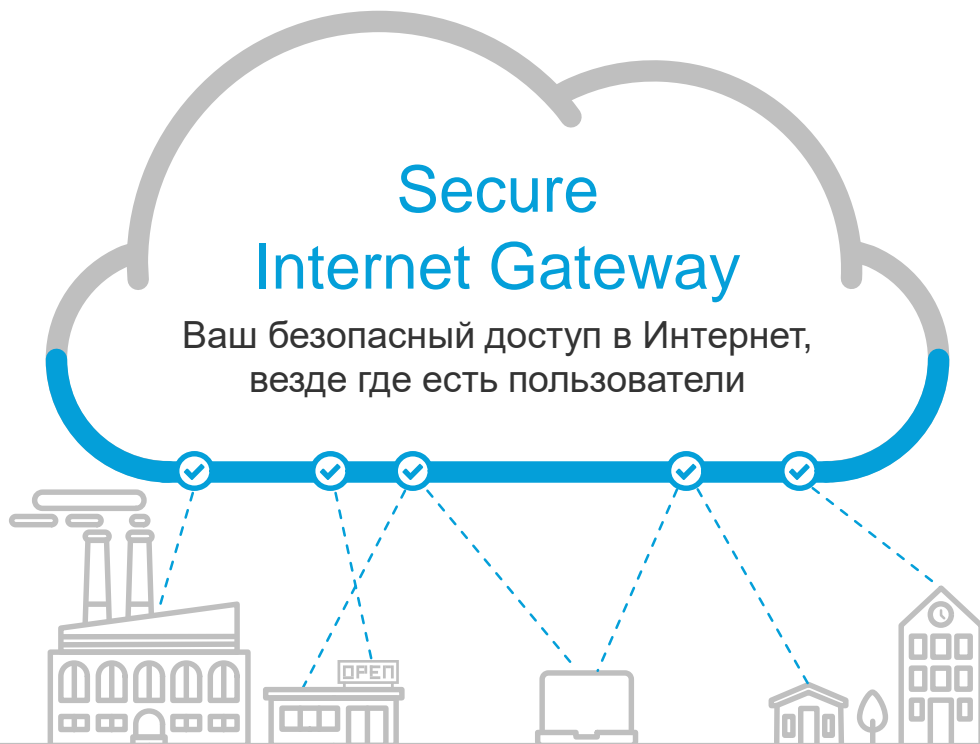 Secure
Internet Gateway
Ваш безопасный доступ в Интернет,
везде где есть пользователи
OPEN